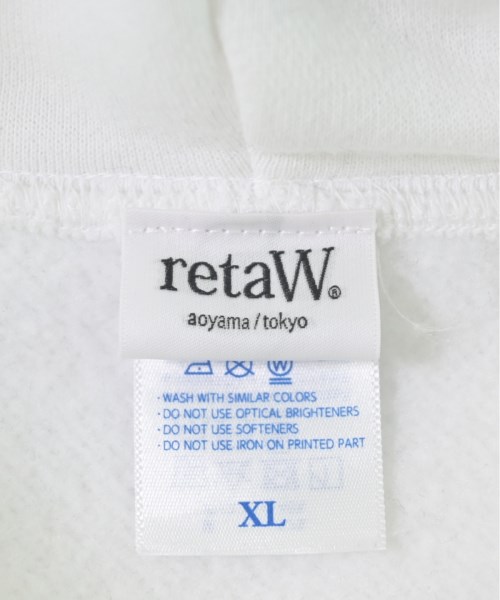 retaW®
aoyama/tokyo
W
·WASH WITH SIMILAR COLORS
·DO NOT USE OPTICAL BRIGHTENERS
·DO NOT USE SOFTENERS
·DO NOT USE IRON ON PRINTED PART
XL